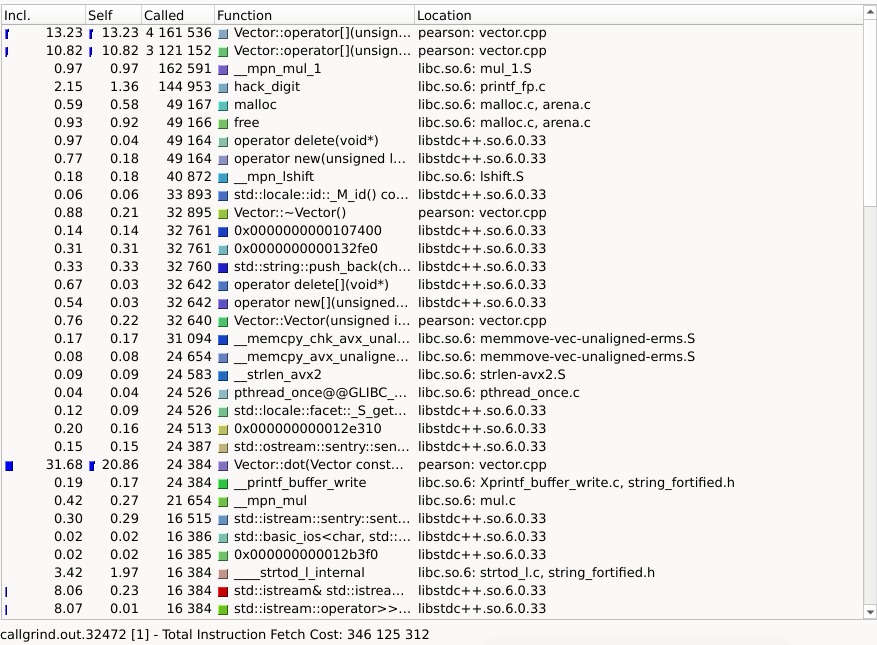 Incl. Self Called Function Location
13.23 13.23 4 161 536 Vector::operator[](unsign... pearson: vector.cpp
10.82 10.82 3 121 152 Vector::operator[](unsign... pearson: vector.cpp
0.97 0.97 162 591 __mpn_mul_1 libc.so.6: mul_1.S
2.15 1.36 144 953 hack_digit libc.so.6: printf_fp.c
0.59 0.58 49 167 malloc libc.so.6: malloc.c, arena.c
0.93 0.92 49 166 free libc.so.6: malloc.c, arena.c
0.97 0.04 49 164 operator delete(void*) libstdc++.so.6.0.33
0.77 0.18 49 164 operator new(unsigned l... libstdc++.so.6.0.33
0.18 0.18 40 872 __mpn_lshift libc.so.6: lshift.S
0.06 0.06 33 893 std::locale::id::_M_id() co... libstdc++.so.6.0.33
0.88 0.21 32 895 Vector::~Vector() pearson: vector.cpp
0.14 0.14 32 761 0x0000000000107400 libstdc++.so.6.0.33
0.31 0.31 32 761 0x0000000000132fe0 libstdc++.so.6.0.33
0.33 0.33 32 760 std::string::push_back(ch... libstdc++.so.6.0.33
0.67 0.03 32 642 operator delete[](void*) libstdc++.so.6.0.33
0.54 0.03 32 642 operator new[](unsigned... libstdc++.so.6.0.33
0.76 0.22 32 640 Vector::Vector(unsigned i... pearson: vector.cpp
0.17 0.17 31 094 __memcpy_chk_avx_unal... libc.so.6: memmove-vec-unaligned-erms.S
0.08 0.08 24 654 __memcpy_avx_unaligne... libc.so.6: memmove-vec-unaligned-erms.S
0.09 0.09 24 583 __strlen_avx2 libc.so.6: strlen-avx2.S
0.04 0.04 24 526 pthread_once@@GLIBC_... libc.so.6: pthread_once.c
0.12 0.09 24 526 std::locale::facet::_S_get... libstdc++.so.6.0.33
0.20 0.16 24 513 0x000000000012e310 libstdc++.so.6.0.33
0.15 0.15 24 387 std::ostream::sentry::sen... libstdc++.so.6.0.33
31.68 20.86 24 384 Vector::dot(Vector const... pearson: vector.cpp
0.19 0.17 24 384 __printf_buffer_write libc.so.6: Xprintf_buffer_write.c, string_fortified.h
0.42 0.27 21 654 __mpn_mul libc.so.6: mul.c
0.30 0.29 16 515 std::istream::sentry::sent... libstdc++.so.6.0.33
0.02 0.02 16 386 std::basic_ios<char, std::... libstdc++.so.6.0.33
0.02 0.02 16 385 0x000000000012b3f0 libstdc++.so.6.0.33
3.42 1.97 16 384 ____strtod_l_internal libc.so.6: strtod_l.c, string_fortified.h
8.06 0.23 16 384 std::istream& std::istrea... libstdc++.so.6.0.33
8.07 0.01 16 384 std::istream::operator>>... libstdc++.so.6.0.33
callgrind.out.32472 [1] - Total Instruction Fetch Cost: 346 125 312